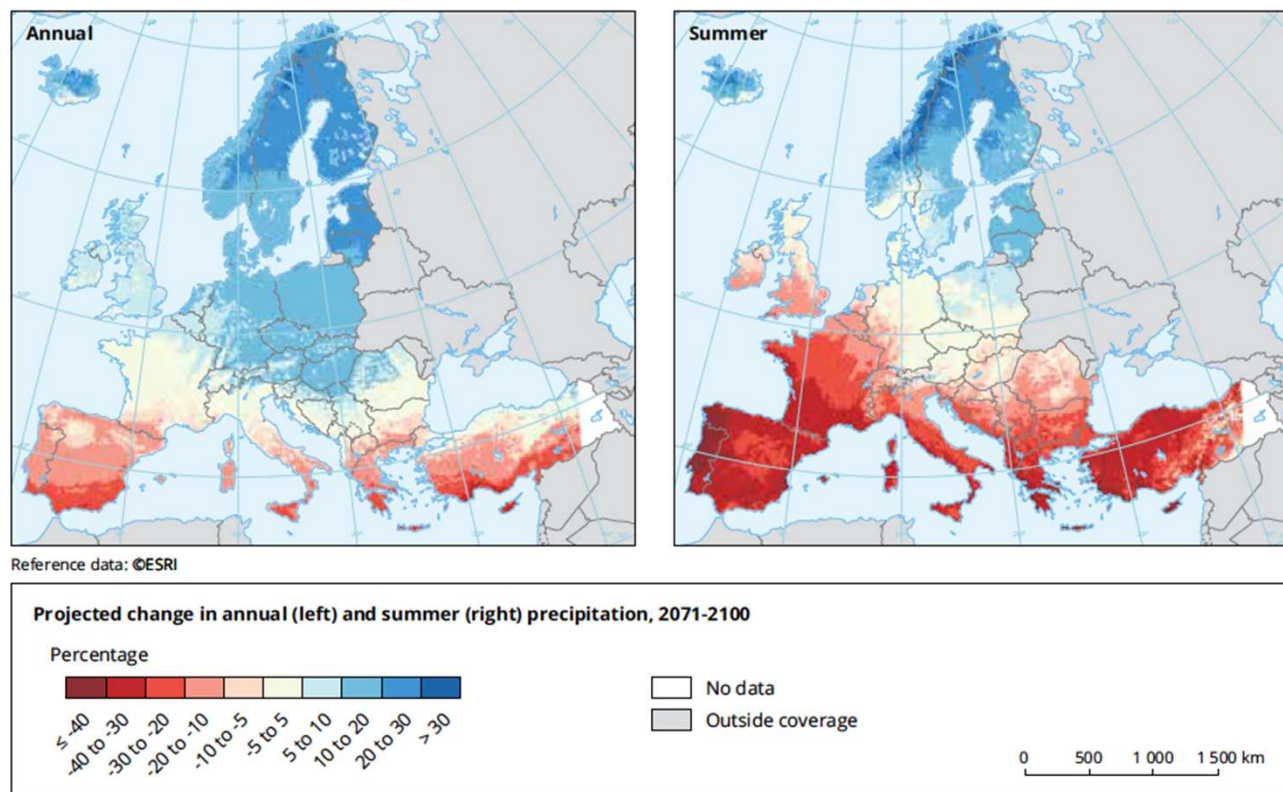 Annual
Summer
Reference data: ©ESRI
Projected change in annual (left) and summer (right) precipitation, 2071-2100
Percentage
≤ -40
-40 to -30
-30 to -20
-20 to -10
-10 to -5
-5 to 5
5 to 10
10 to 20
20 to 30
> 30
No data
Outside coverage
0 500 1 000 1 500 km